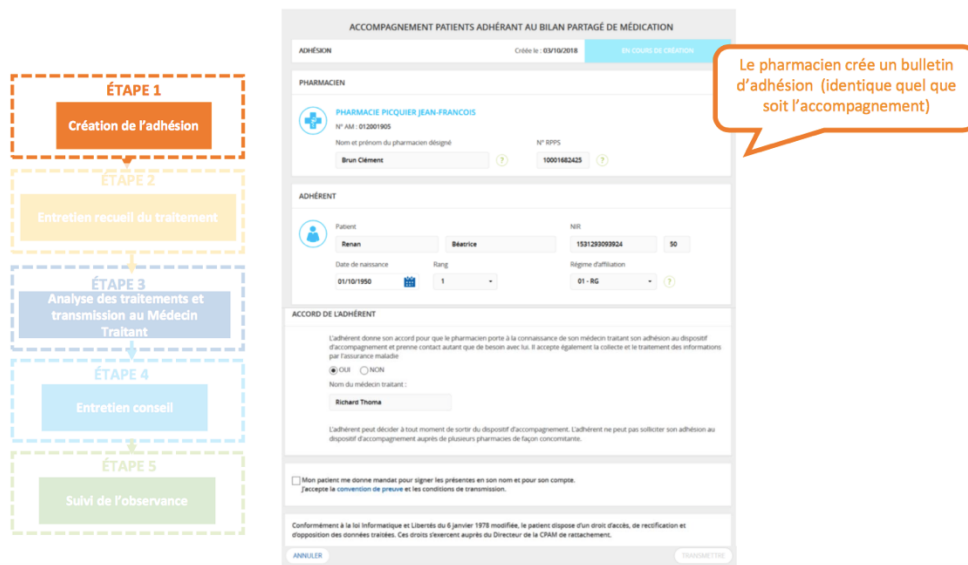 ÉTAPE 1
Création de l'adhésion
ÉTAPE 2
Entretien recueil du traitement
ÉTAPE 3
Analyse des traitements et
transmission au Médecin
Traitant
ÉTAPE 4
Entretien conseil
ÉTAPE 5
Suivi de l'observance
ACCOMPAGNEMENT PATIENTS ADHÉRANT AU BILAN PARTAGÉ DE MÉDICATION
ADHÉSION Créée le : 03/10/2018 EN COURS DE CRÉATION
PHARMACIEN
PHARMACIE PICQUIER JEAN-FRANCOIS
N° AM : 012001905
Nom et prénom du pharmacien désigné N° RPPS
Brun Clément ? 10001682425 ?
ADHÉRENT
Patient NIR
Renan Béatrice 1531293093924 50
Date de naissance Rang Régime d'affiliation
01/10/1950 1 01 - RG ?
ACCORD DE L'ADHÉRENT
L'adhérent donne son accord pour que le pharmacien porte à la connaissance de son médecin traitant son adhésion au dispositif
d'accompagnement et prenne contact autant que de besoin avec lui. Il accepte également la collecte et le traitement des informations
par l'assurance maladie
OUI NON
Nom du médecin traitant :
Richard Thoma
L'adhérent peut décider à tout moment de sortir du dispositif d'accompagnement. L'adhérent ne peut pas solliciter son adhésion au
dispositif d'accompagnement auprès de plusieurs pharmacies de façon concomitante.
Mon patient me donne mandat pour signer les présentes en son nom et pour son compte.
J'accepte la convention de preuve et les conditions de transmission.
Conformément à la loi Informatique et Libertés du 6 janvier 1978 modifiée, le patient dispose d'un droit d'accès, de rectification et
d'opposition des données traitées. Ces droits s'exercent auprès du Directeur de la CPAM de rattachement.
ANNULER TRANSMETTRE
Le pharmacien crée un bulletin
d'adhésion (identique quel que
soit l'accompagnement)